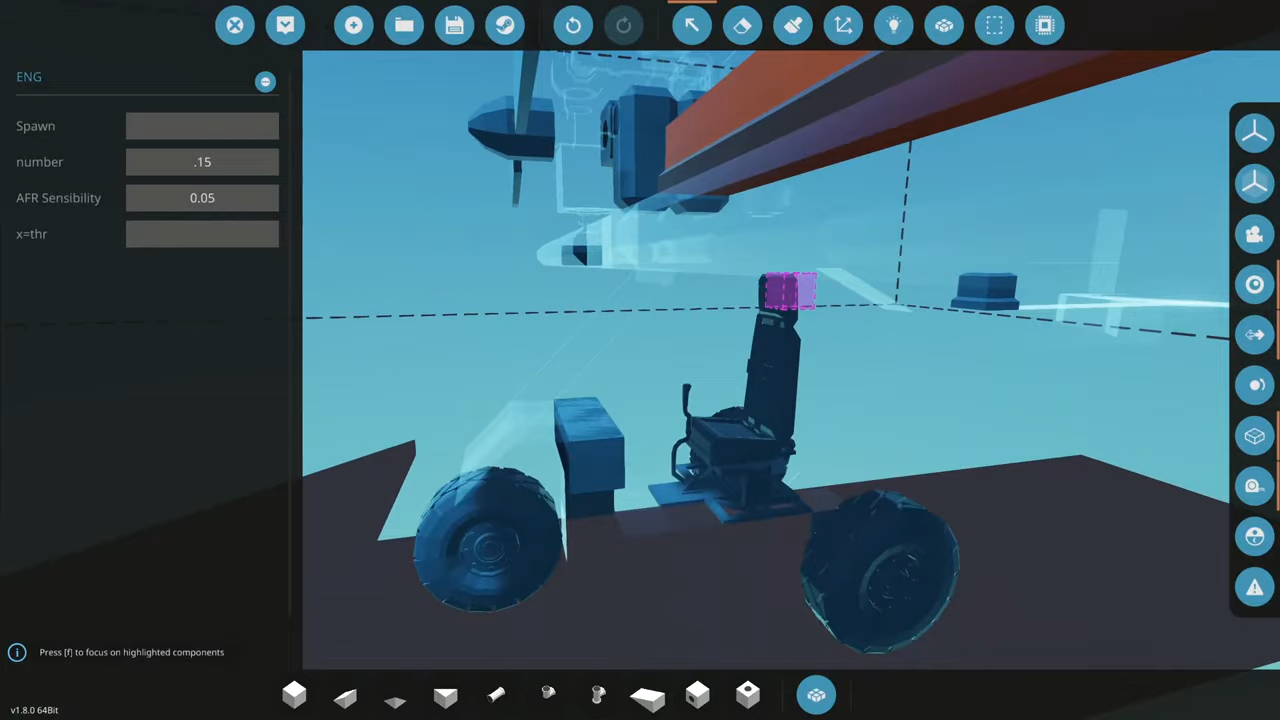 ENG
Spawn
number .15
AFR Sensibility 0.05
x=thr
Press [f] to focus on highlighted components
v1.8.0 64Bit